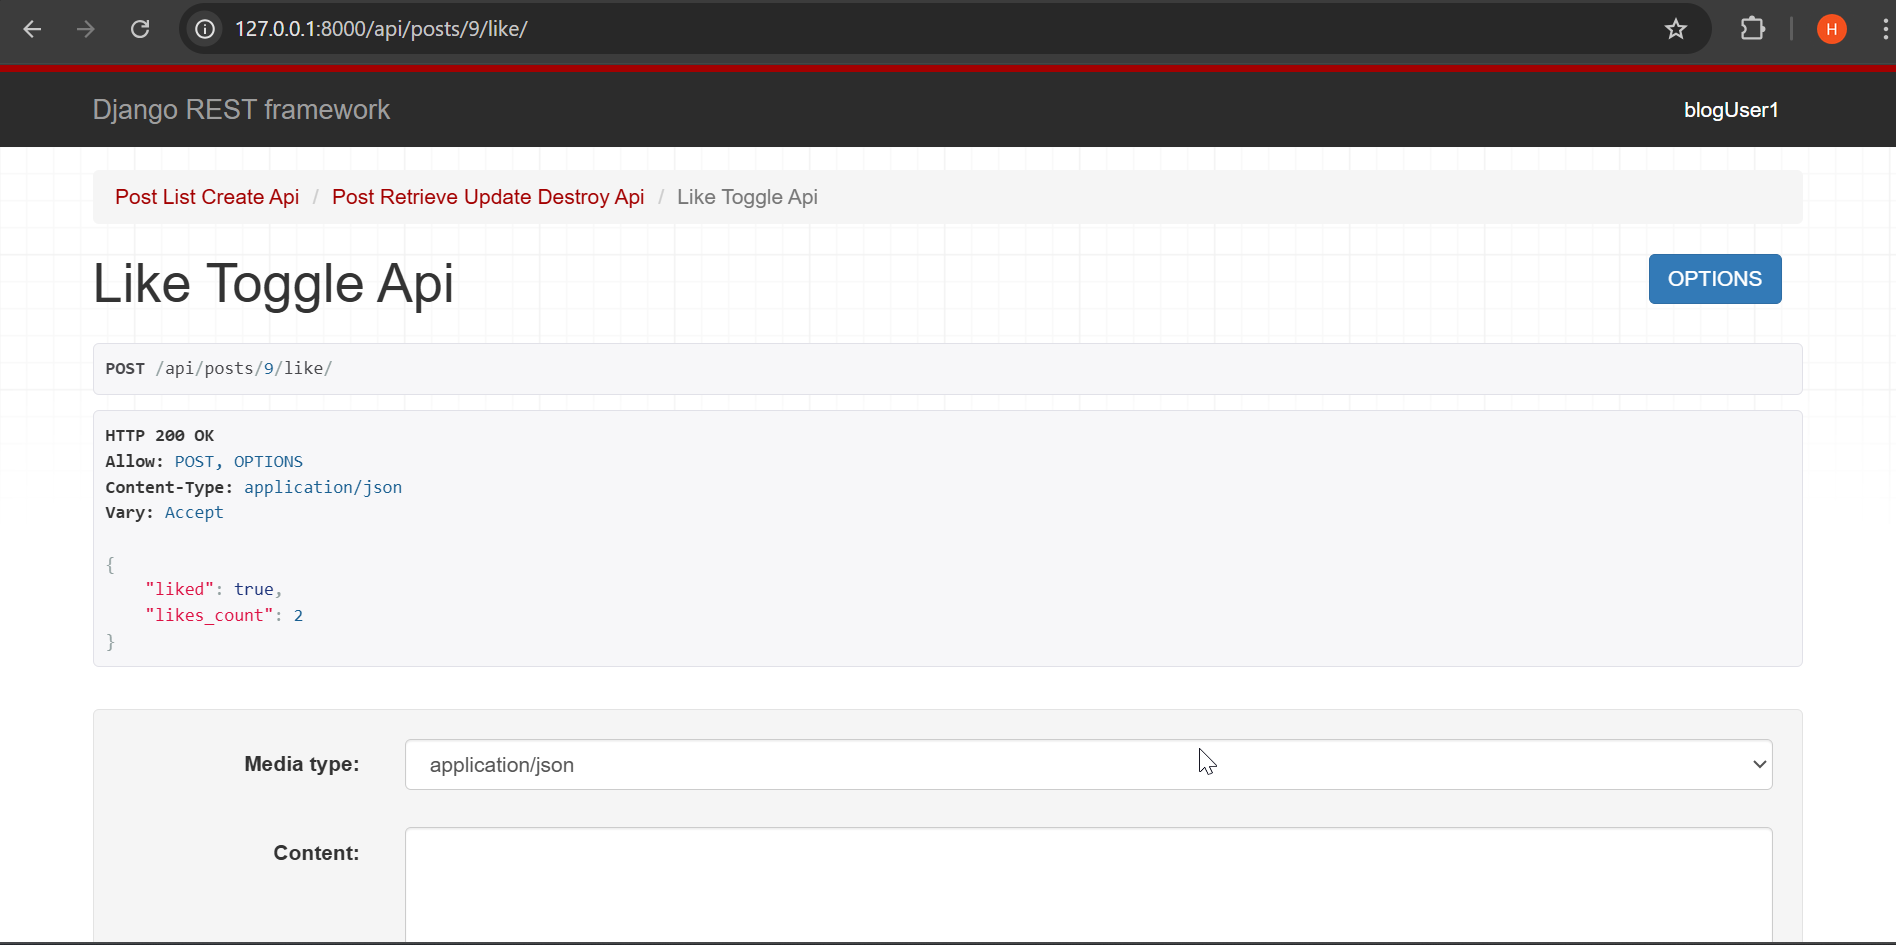 127.0.0.1:8000/api/posts/9/like/
H
Django REST framework
blogUser1
Post List Create Api / Post Retrieve Update Destroy Api / Like Toggle Api
Like Toggle Api
OPTIONS
POST /api/posts/9/like/
HTTP 200 OK
Allow: POST, OPTIONS
Content-Type: application/json
Vary: Accept
{
    "liked": true,
    "likes_count": 2
}
Media type:
application/json
Content: